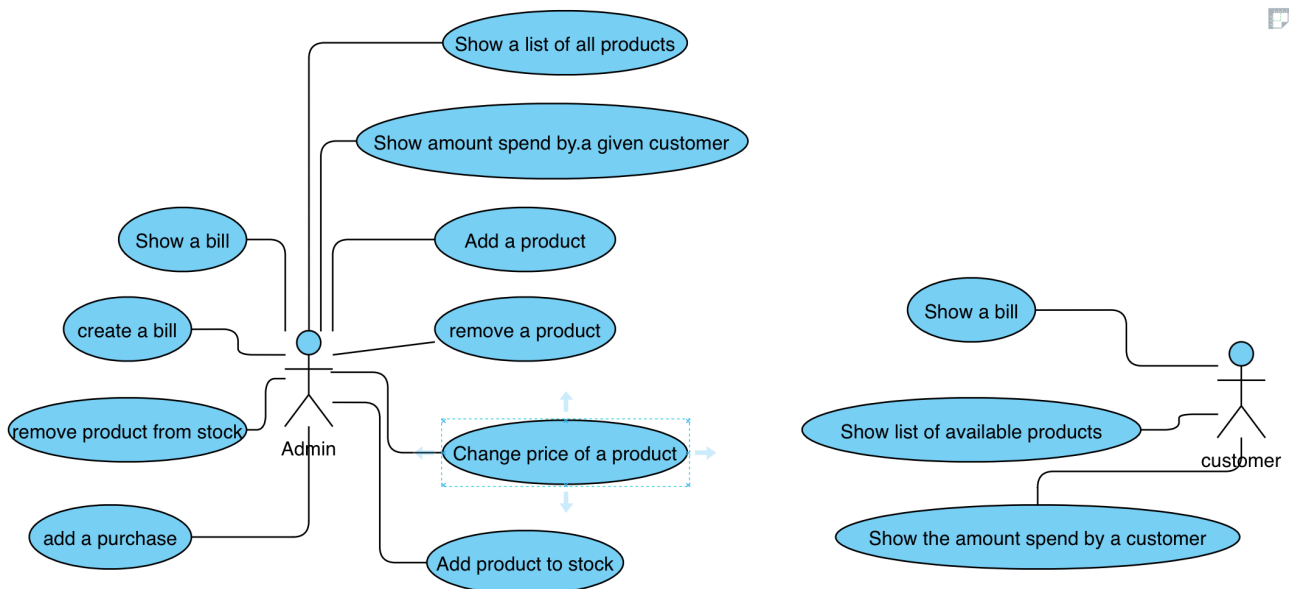 Show a list of all products
Show amount spend by.a given customer
Show a bill
Add a product
create a bill
remove a product
Show a bill
remove product from stock
Admin
Change price of a product
Show list of available products
customer
add a purchase
Add product to stock
Show the amount spend by a customer